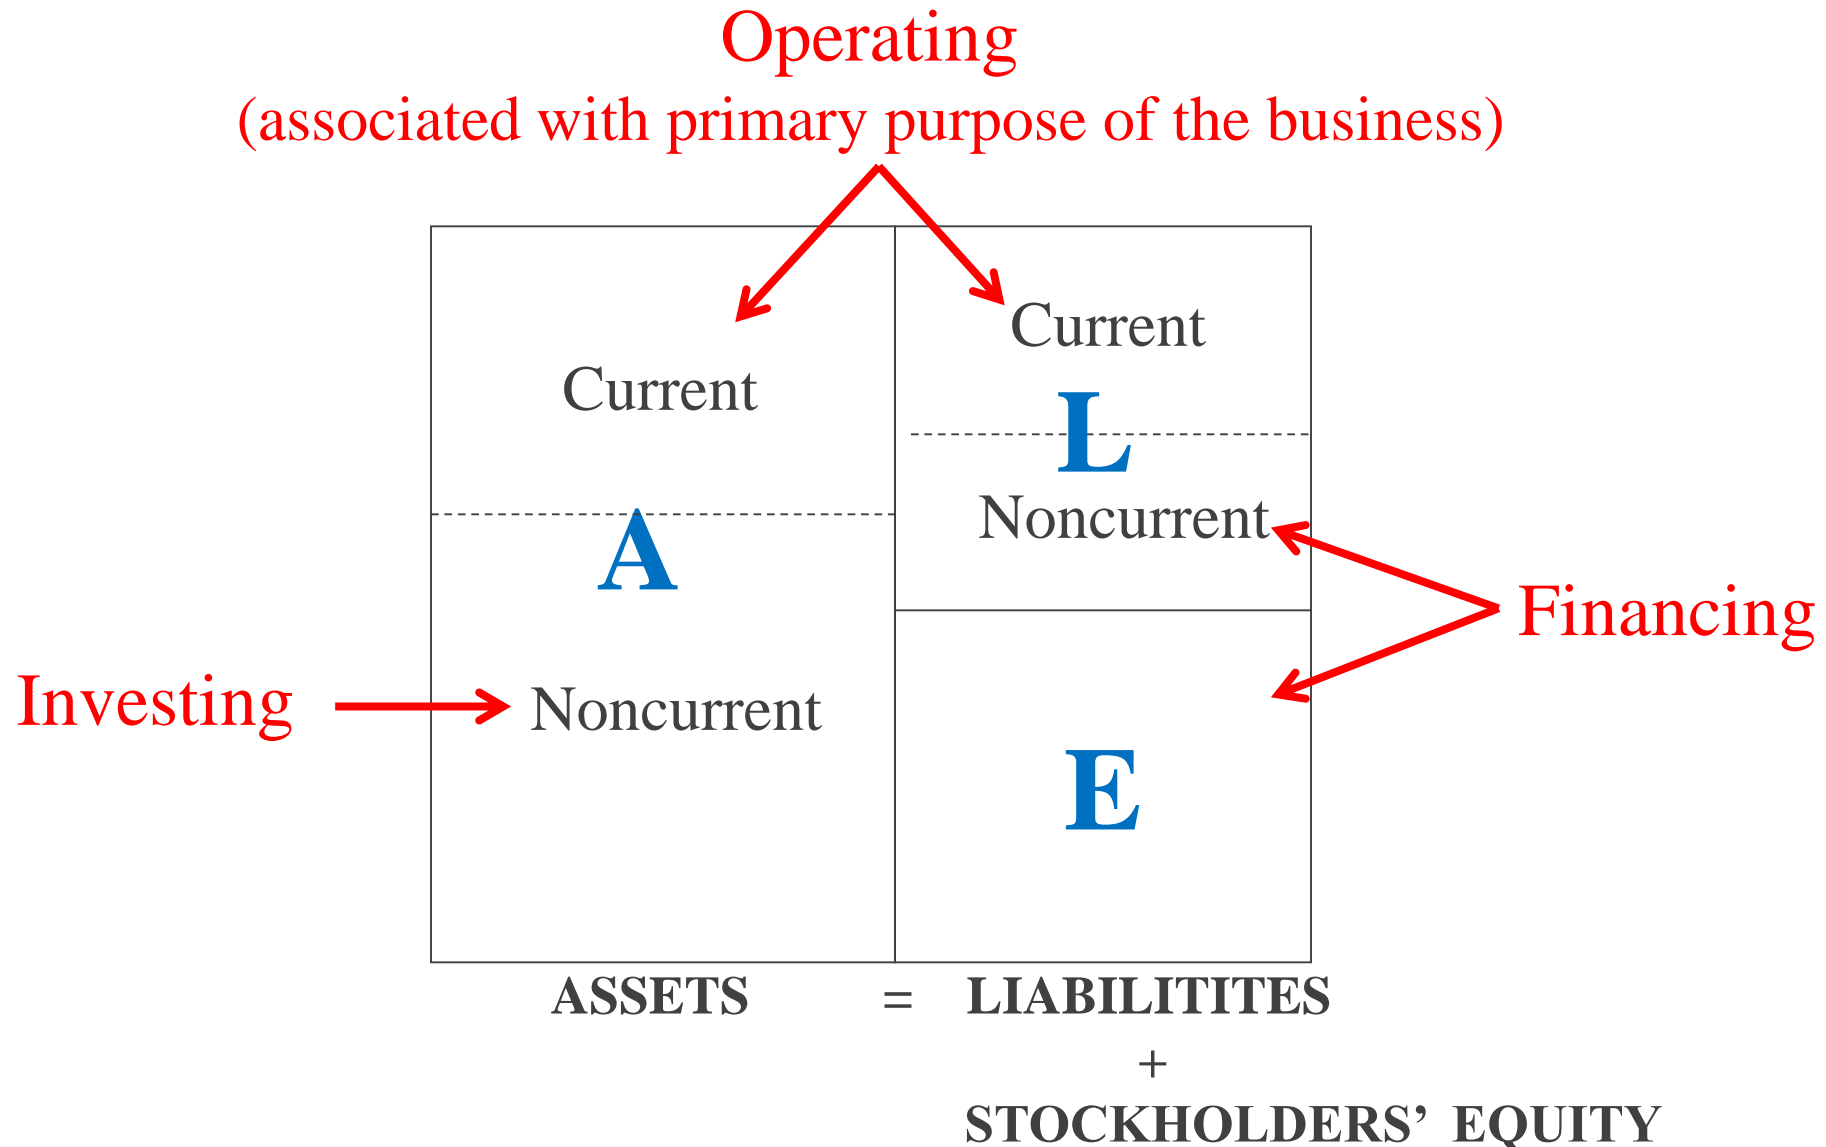 Operating
(associated with primary purpose of the business)
Current
Current
L
Noncurrent
A
Financing
Investing
Noncurrent
E
ASSETS = LIABILITITES
+
STOCKHOLDERS’ EQUITY